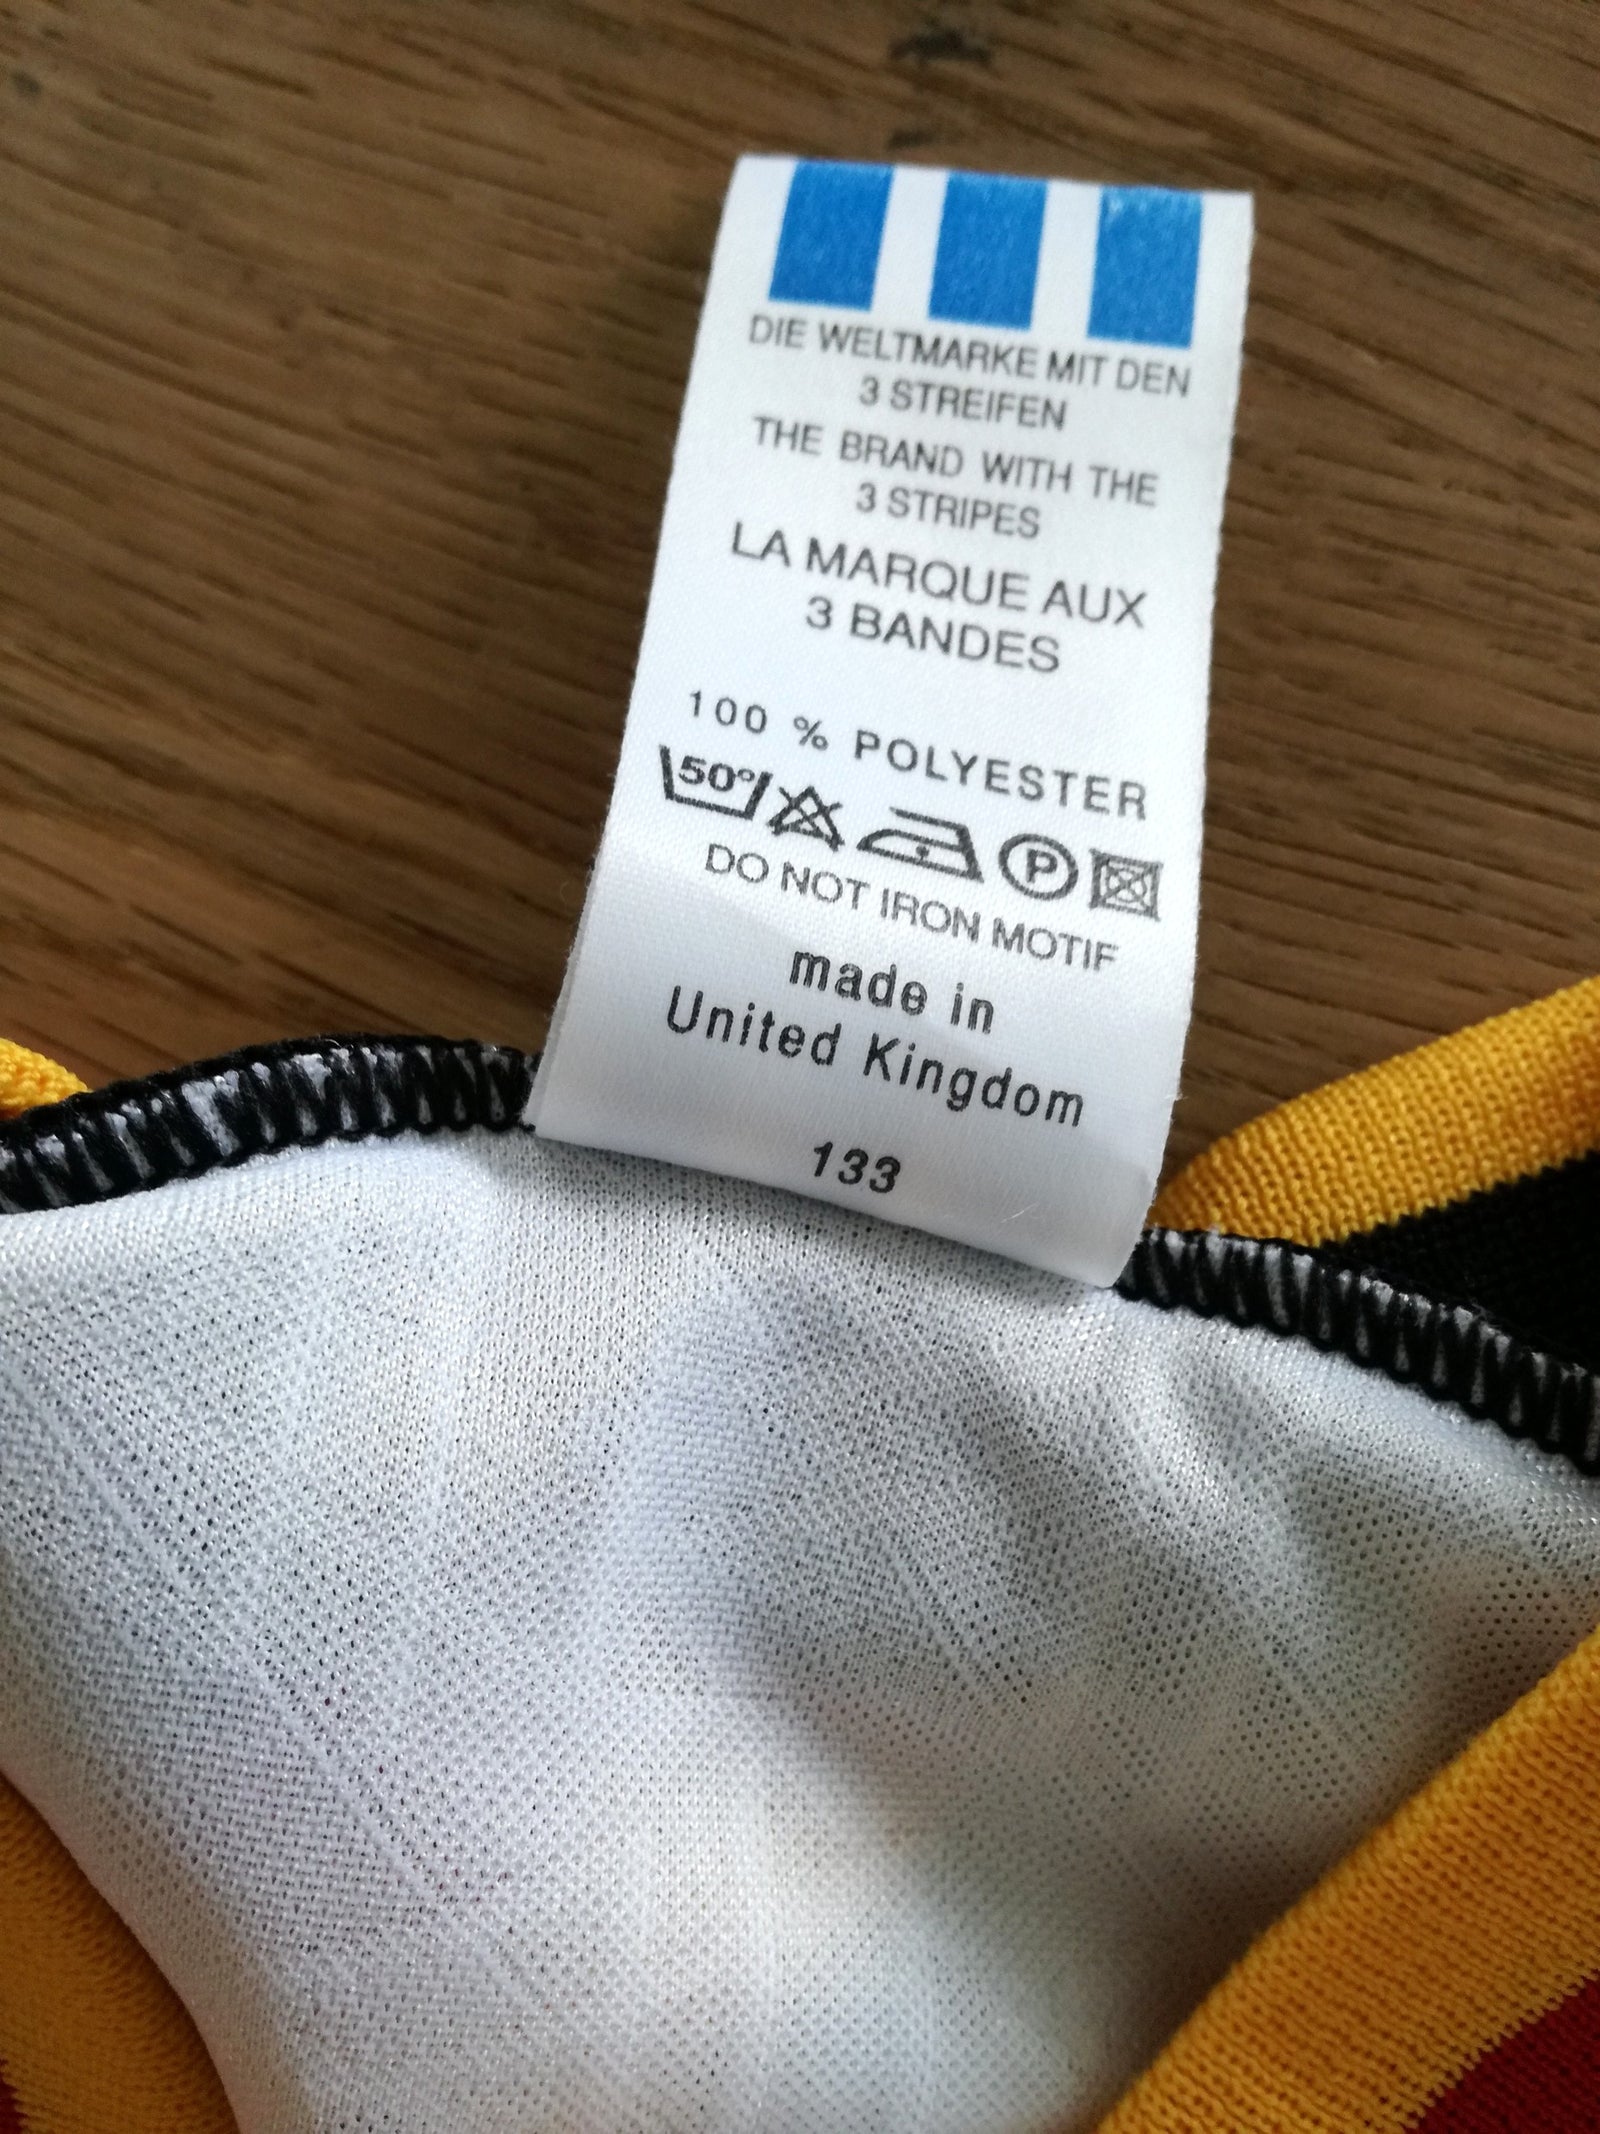 DIE WELTMARKE MIT DEN
3 STREIFEN
THE BRAND WITH THE
3 STRIPES
LA MARQUE AUX
3 BANDES
100 % POLYESTER
50° P
DO NOT IRON MOTIF
made in
United Kingdom
133